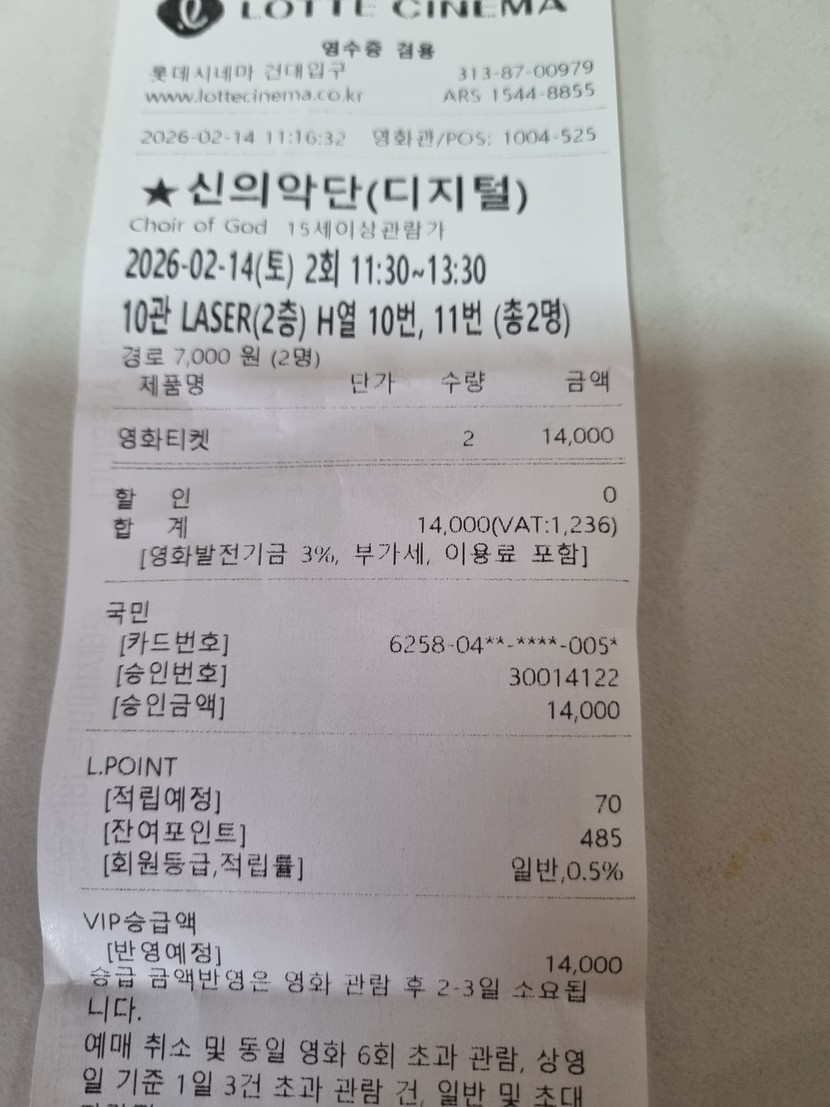 LOTTE CINEMA
영수증 겸용
롯데시네마 건대입구 313-87-00979
www.lottecinema.co.kr ARS 1544-8855
2026-02-14 11:16:32 영화관/POS: 1004-525
★신의악단(디지털)
Choir of God 15세이상관람가
2026-02-14(토) 2회 11:30~13:30
10관 LASER(2층) H열 10번, 11번 (총2명)
경로 7,000 원 (2명)
제품명 단가 수량 금액
영화티켓 2 14,000
할 인 0
합 계 14,000(VAT:1,236)
[영화발전기금 3%, 부가세, 이용료 포함]
국민
[카드번호] 6258-04**-****-005*
[승인번호] 30014122
[승인금액] 14,000
L.POINT
[적립예정] 70
[잔여포인트] 485
[회원등급,적립률] 일반,0.5%
VIP승급액
[반영예정] 14,000
승급 금액반영은 영화 관람 후 2-3일 소요됩
니다.
예매 취소 및 동일 영화 6회 초과 관람, 상영
일 기준 1일 3건 초과 관람 건, 일반 및 초대